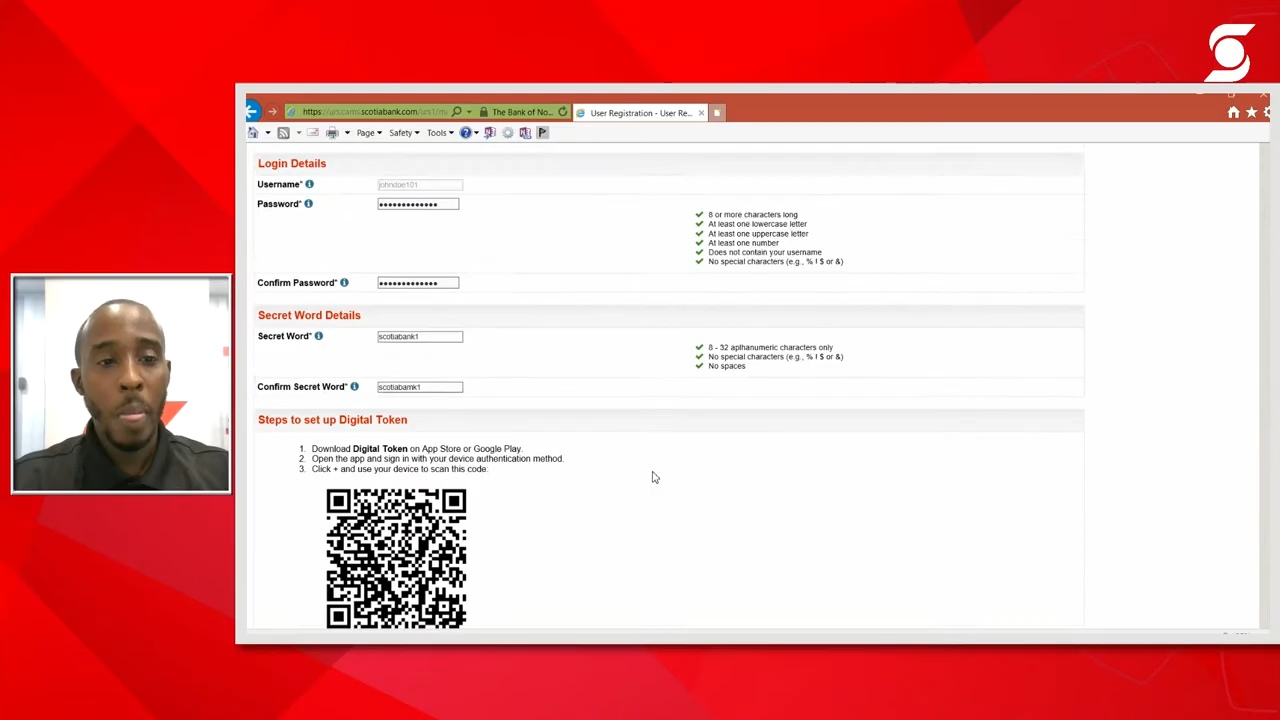 https://urs.cams.scotiabank.com/urs1/m
The Bank of No...
User Registration - User Re...
Page
Safety
Tools
Login Details
Username*
johndoe101
Password*
8 or more characters long
At least one lowercase letter
At least one uppercase letter
At least one number
Does not contain your username
No special characters (e.g., % ! $ or &)
Confirm Password*
Secret Word Details
Secret Word*
scotiabank1
8 - 32 aplhanumeric characters only
No special characters (e.g., % ! $ or &)
No spaces
Confirm Secret Word*
scotiabamk1
Steps to set up Digital Token
1. Download Digital Token on App Store or Google Play.
2. Open the app and sign in with your device authentication method.
3. Click + and use your device to scan this code: